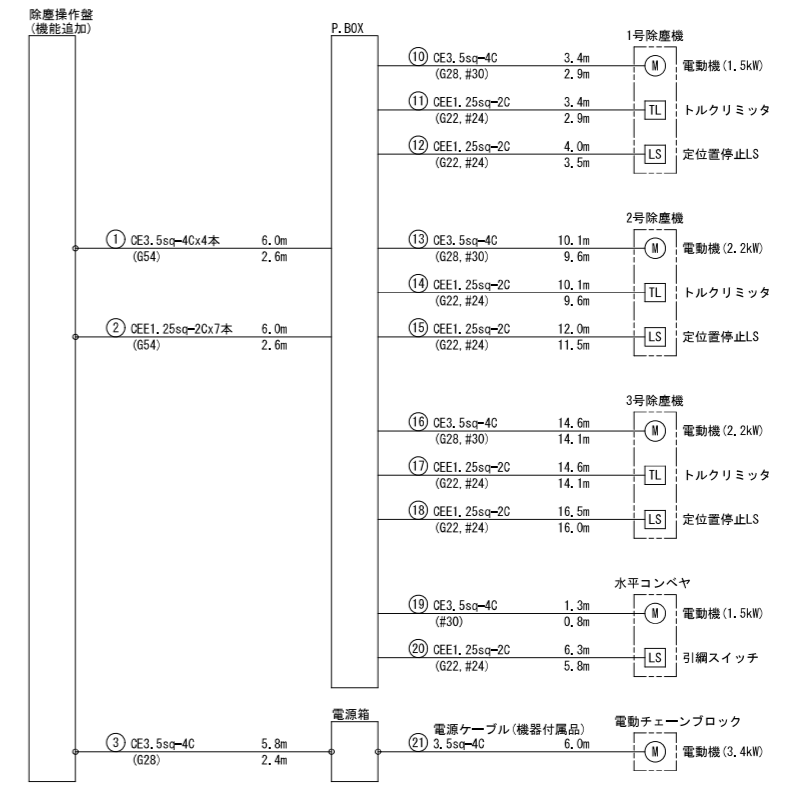 除塵操作盤
(機能追加)
P.BOX
1号除塵機
⑩ CE3.5sq-4C 3.4m
(G28,#30) 2.9m
M 電動機(1.5kW)
⑪ CEE1.25sq-2C 3.4m
(G22,#24) 2.9m
TL トルクリミッタ
⑫ CEE1.25sq-2C 4.0m
(G22,#24) 3.5m
LS 定位置停止LS
① CE3.5sq-4Cx4本 6.0m
(G54) 2.6m
② CEE1.25sq-2Cx7本 6.0m
(G54) 2.6m
2号除塵機
⑬ CE3.5sq-4C 10.1m
(G28,#30) 9.6m
M 電動機(2.2kW)
⑭ CEE1.25sq-2C 10.1m
(G22,#24) 9.6m
TL トルクリミッタ
⑮ CEE1.25sq-2C 12.0m
(G22,#24) 11.5m
LS 定位置停止LS
3号除塵機
⑯ CE3.5sq-4C 14.6m
(G28,#30) 14.1m
M 電動機(2.2kW)
⑰ CEE1.25sq-2C 14.6m
(G22,#24) 14.1m
TL トルクリミッタ
⑱ CEE1.25sq-2C 16.5m
(G22,#24) 16.0m
LS 定位置停止LS
水平コンベヤ
⑲ CE3.5sq-4C 1.3m
(#30) 0.8m
M 電動機(1.5kW)
⑳ CEE1.25sq-2C 6.3m
(G22,#24) 5.8m
LS 引綱スイッチ
③ CE3.5sq-4C 5.8m
(G28) 2.4m
電源箱
電源ケーブル(機器付属品)
㉑ 3.5sq-4C 6.0m
電動チェーンブロック
M 電動機(3.4kW)